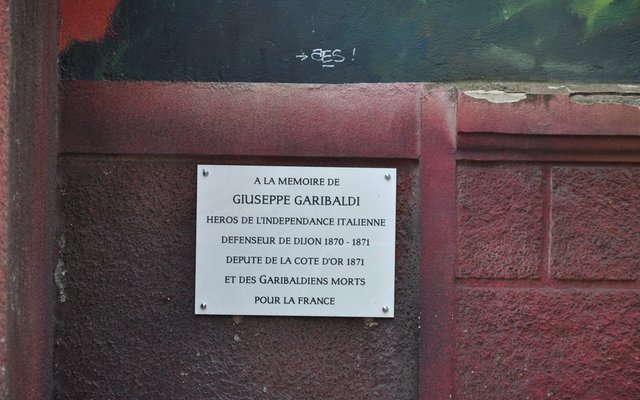 AES!
A LA MEMOIRE DE
GIUSEPPE GARIBALDI
HEROS DE L'INDEPENDANCE ITALIENNE
DEFENSEUR DE DIJON 1870 - 1871
DEPUTE DE LA COTE D'OR 1871
ET DES GARIBALDIENS MORTS
POUR LA FRANCE